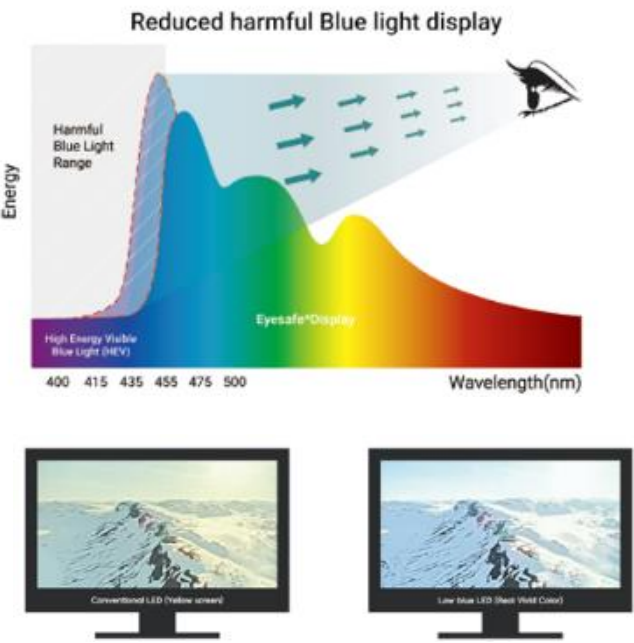 Reduced harmful Blue light display
Harmful
Blue Light
Range
Energy
High Energy Visible
Blue Light (HEV)
Eyesafe®Display
400 415 435 455 475 500
Wavelength(nm)
Conventional LED (Yellow screen)
Low blue LED (Best Vivid Color)